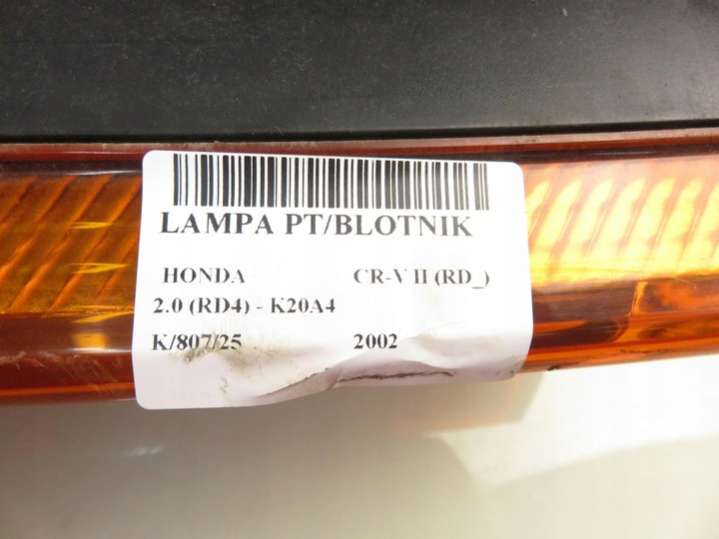 LAMPA PT/BLOTNIK
HONDA CR-V II (RD_)
2.0 (RD4) - K20A4
K/807/25 2002